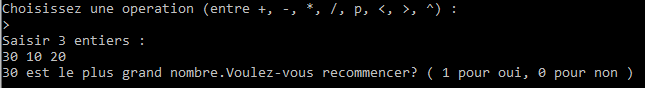 Choisissez une operation (entre +, -, *, /, p, <, >, ^) :
>
Saisir 3 entiers :
30 10 20
30 est le plus grand nombre.Voulez-vous recommencer? ( 1 pour oui, 0 pour non )